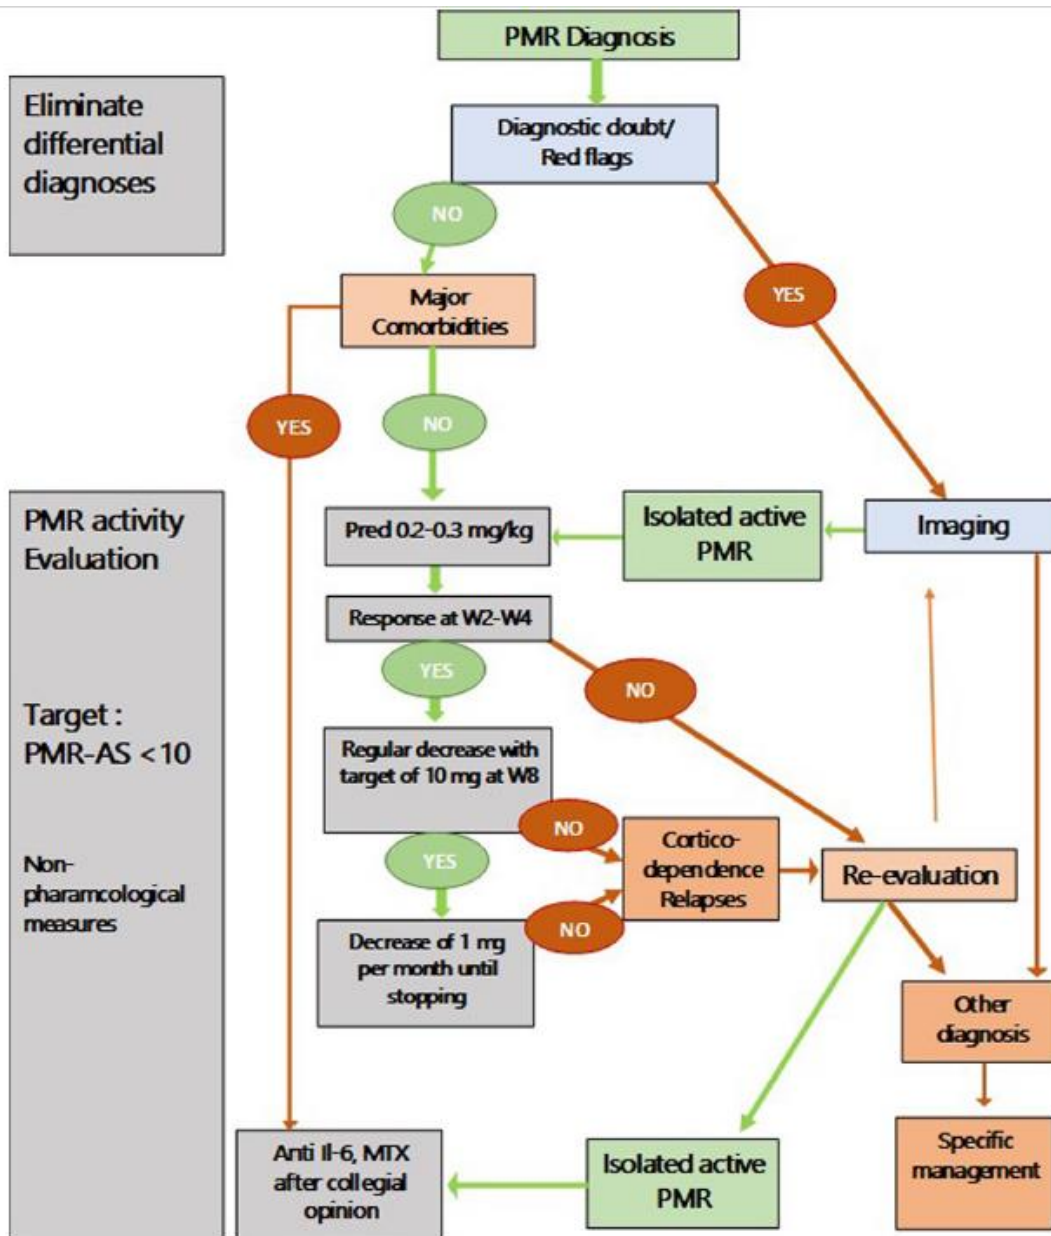 PMR Diagnosis
Eliminate
differential
diagnoses
Diagnostic doubt/
Red flags
NO
YES
Major
Comorbidities
YES
NO
PMR activity
Evaluation
Target :
PMR-AS <10
Non-
pharamcological
measures
Pred 0.2-0.3 mg/kg
Isolated active
PMR
Imaging
Response at W2-W4
YES
NO
Regular decrease with
target of 10 mg at W8
NO
YES
Cortico-
dependence
Relapses
Re-evaluation
NO
Decrease of 1 mg
per month until
stopping
Other
diagnosis
Anti Il-6, MTX
after collegial
opinion
Isolated active
PMR
Specific
management